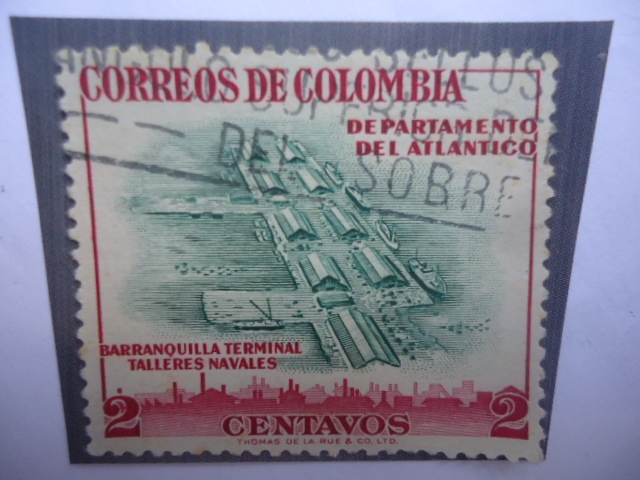 CORREOS DE COLOMBIA
DEPARTAMENTO
DEL ATLANTICO
DEL SOBRE
BARRANQUILLA TERMINAL
TALLERES NAVALES
2 CENTAVOS 2
THOMAS DE LA RUE & CO. LTD.